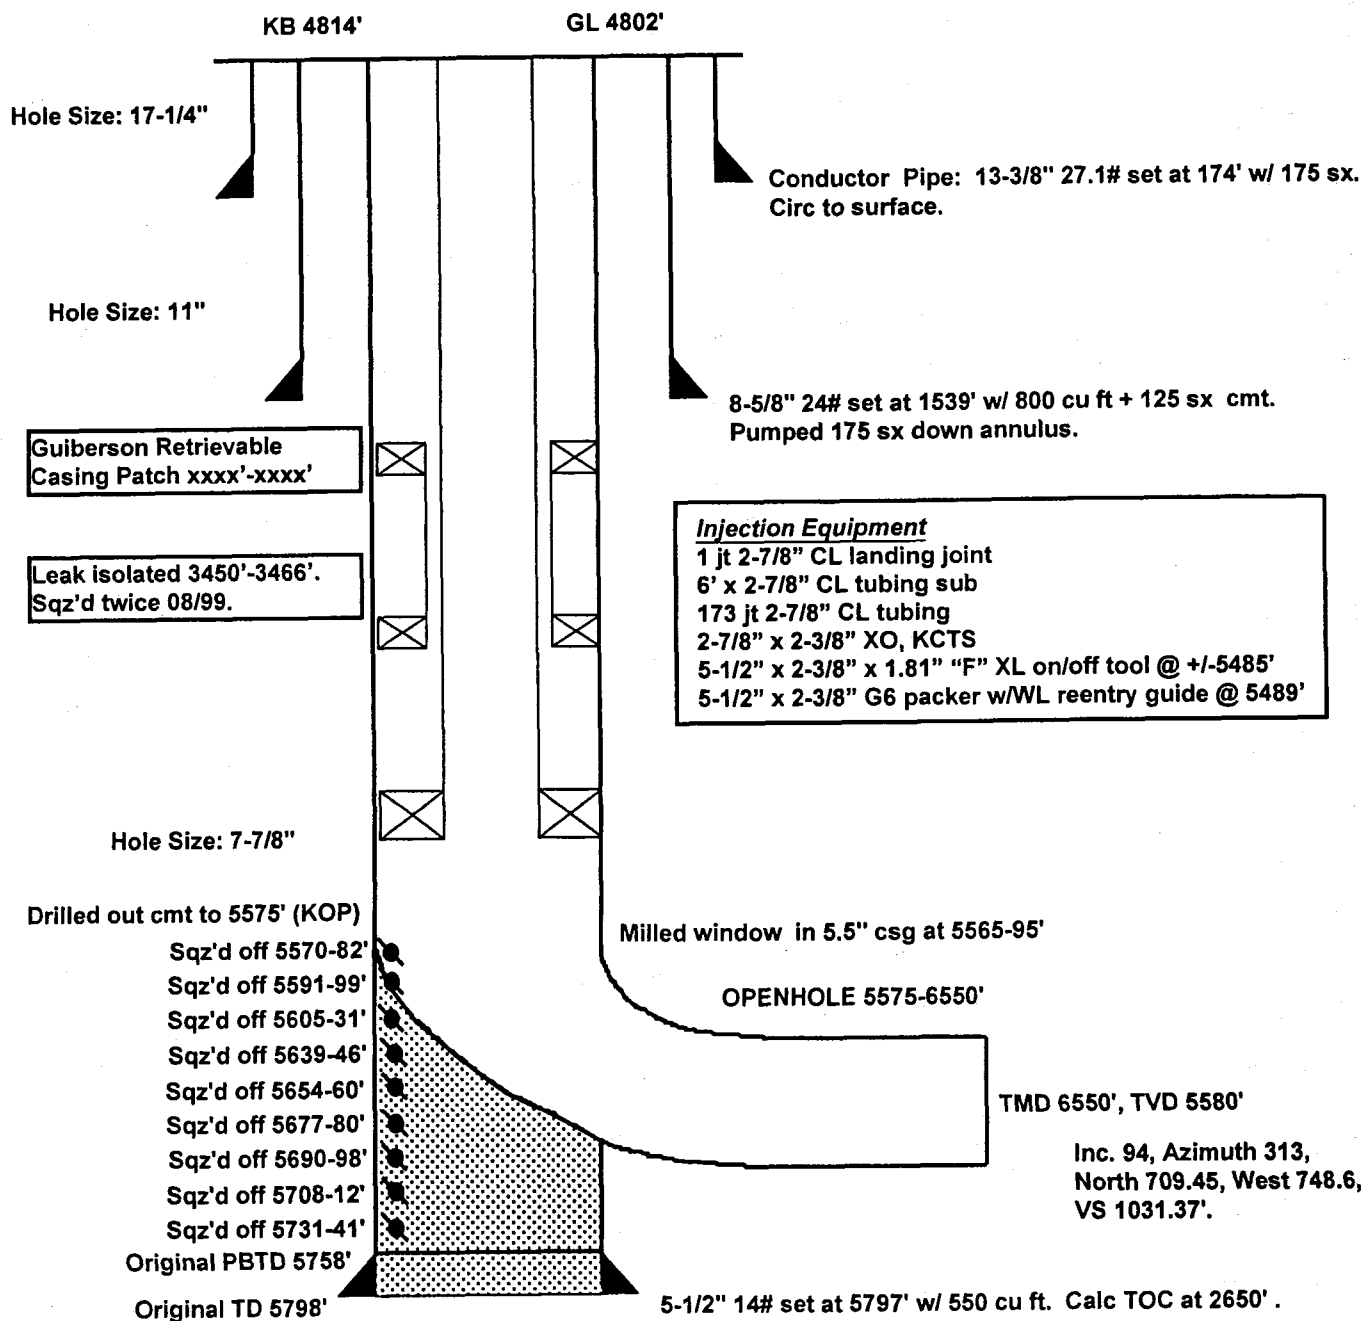 KB 4814'
GL 4802'
Hole Size: 17-1/4"
Conductor Pipe: 13-3/8" 27.1# set at 174' w/ 175 sx.
Circ to surface.
Hole Size: 11"
8-5/8" 24# set at 1539' w/ 800 cu ft + 125 sx cmt.
Pumped 175 sx down annulus.
Guiberson Retrievable
Casing Patch xxxx'-xxxx'
Leak isolated 3450'-3466'.
Sqz'd twice 08/99.
Injection Equipment
1 jt 2-7/8" CL landing joint
6' x 2-7/8" CL tubing sub
173 jt 2-7/8" CL tubing
2-7/8" x 2-3/8" XO, KCTS
5-1/2" x 2-3/8" x 1.81" "F" XL on/off tool @ +/-5485'
5-1/2" x 2-3/8" G6 packer w/WL reentry guide @ 5489'
Hole Size: 7-7/8"
Drilled out cmt to 5575' (KOP)
Milled window in 5.5" csg at 5565-95'
Sqz'd off 5570-82'
Sqz'd off 5591-99'
Sqz'd off 5605-31'
Sqz'd off 5639-46'
Sqz'd off 5654-60'
Sqz'd off 5677-80'
Sqz'd off 5690-98'
Sqz'd off 5708-12'
Sqz'd off 5731-41'
OPENHOLE 5575-6550'
TMD 6550', TVD 5580'
Inc. 94, Azimuth 313,
North 709.45, West 748.6,
VS 1031.37'.
Original PBTD 5758'
Original TD 5798'
5-1/2" 14# set at 5797' w/ 550 cu ft. Calc TOC at 2650' .